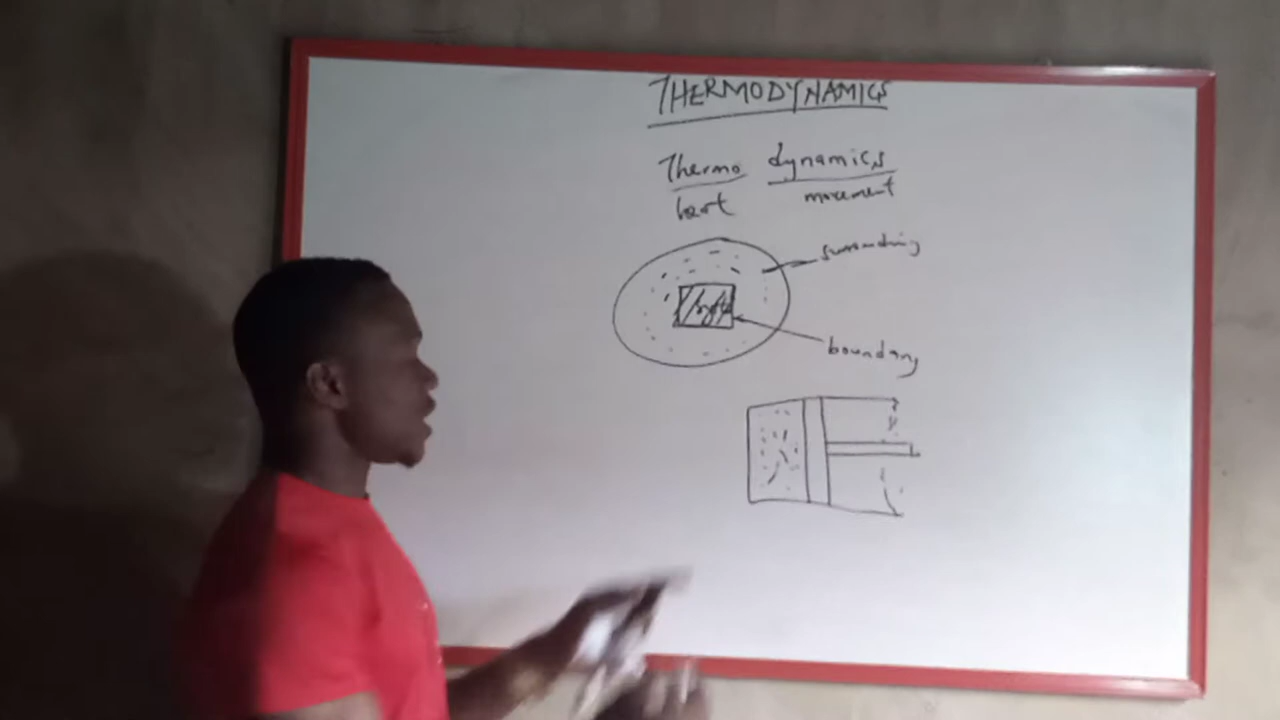 THERMODYNAMICS
Thermo dynamics
heat movement
surrounding
boundary